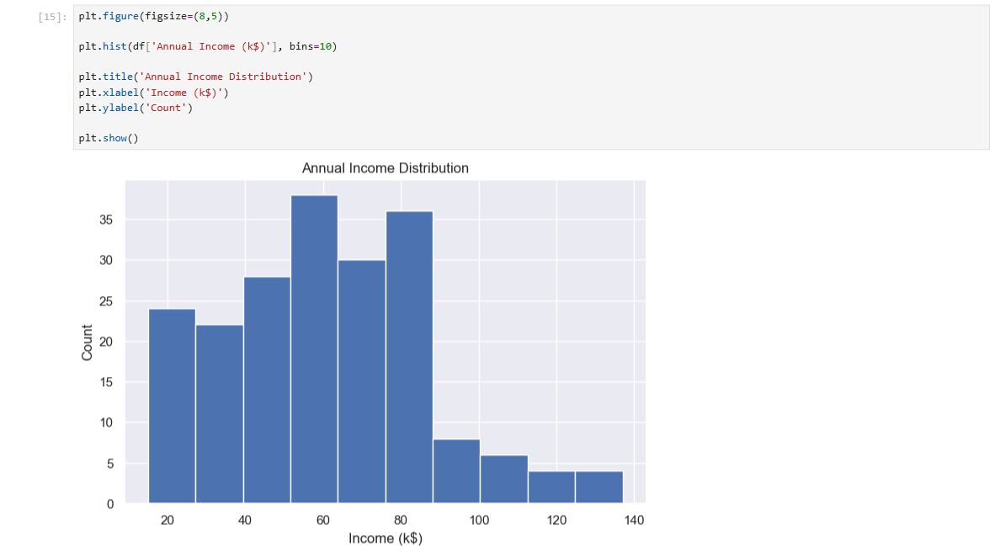 [15]: plt.figure(figsize=(8,5))
plt.hist(df['Annual Income (k$)'], bins=10)
plt.title('Annual Income Distribution')
plt.xlabel('Income (k$)')
plt.ylabel('Count')
plt.show()
Annual Income Distribution
Count
35
30
25
20
15
10
5
0
20 40 60 80 100 120 140
Income (k$)